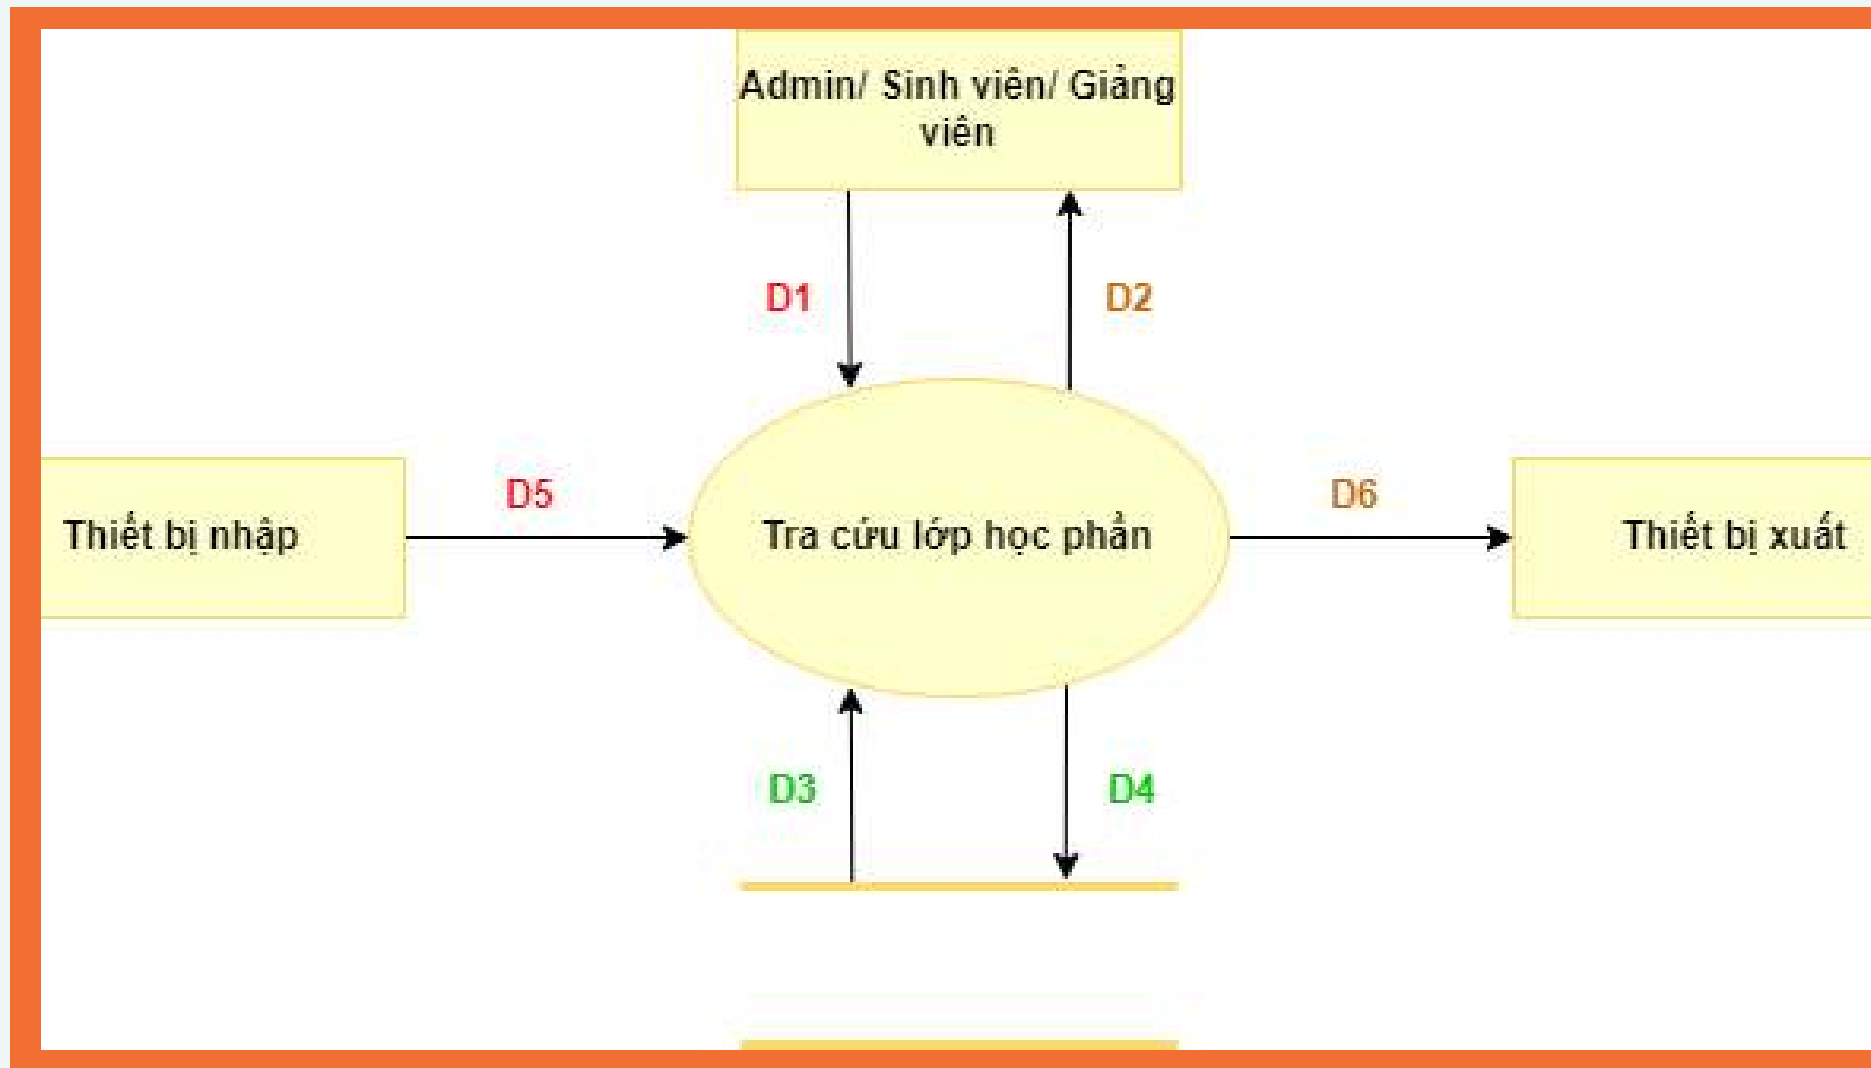 Admin/ Sinh viên/ Giảng
viên
D1
D2
Thiết bị nhập
D5
Tra cứu lớp học phần
D6
Thiết bị xuất
D3
D4